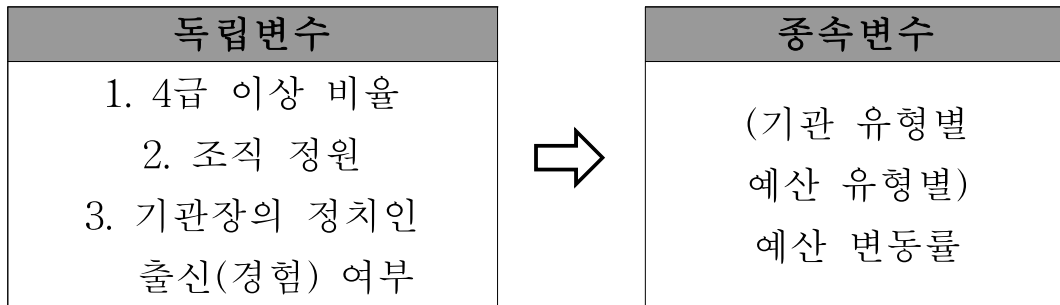 독립변수
1. 4급 이상 비율
2. 조직 정원
3. 기관장의 정치인
출신(경험) 여부
종속변수
(기관 유형별
예산 유형별)
예산 변동률